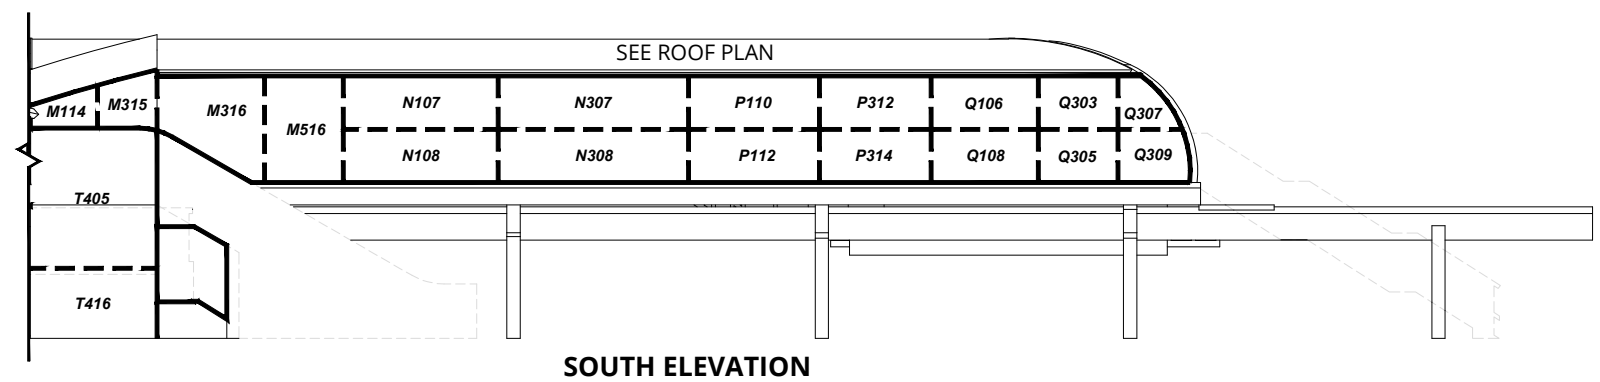 SEE ROOF PLAN
M114 M315 M316 M516 N107 N307 P110 P312 Q106 Q303 Q307
N108 N308 P112 P314 Q108 Q305 Q309
T405
T416
SOUTH ELEVATION